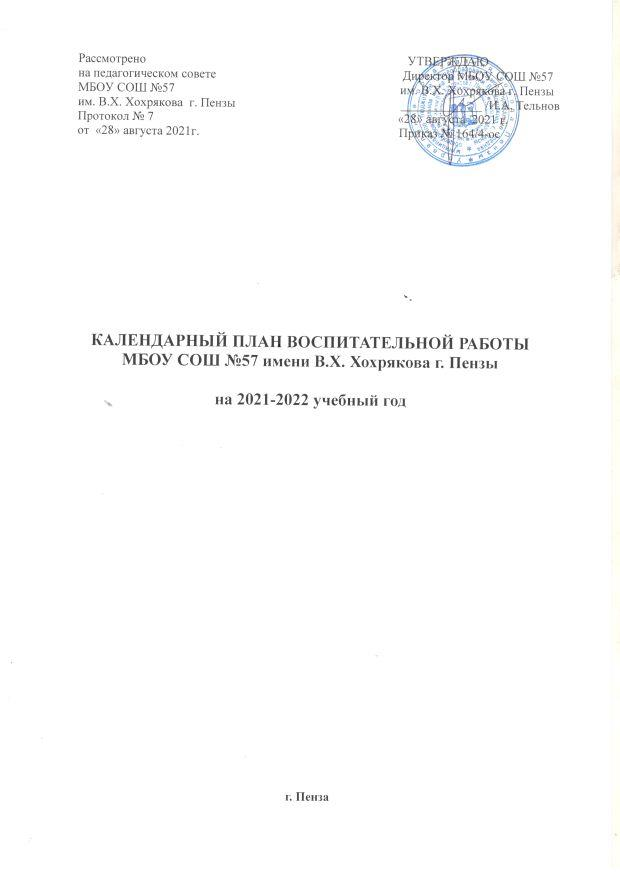 Рассмотрено
на педагогическом совете
МБОУ СОШ №57
им. В.Х. Хохрякова г. Пензы
Протокол № 7
от «28» августа 2021г.
УТВЕРЖДАЮ
Директор МБОУ СОШ №57
им. В.Х. Хохрякова г. Пензы
И.А. Тельнов
«28» августа 2021 г.
Приказ № 164/4-ос
КАЛЕНДАРНЫЙ ПЛАН ВОСПИТАТЕЛЬНОЙ РАБОТЫ
МБОУ СОШ №57 имени В.Х. Хохрякова г. Пензы
на 2021-2022 учебный год
г. Пенза